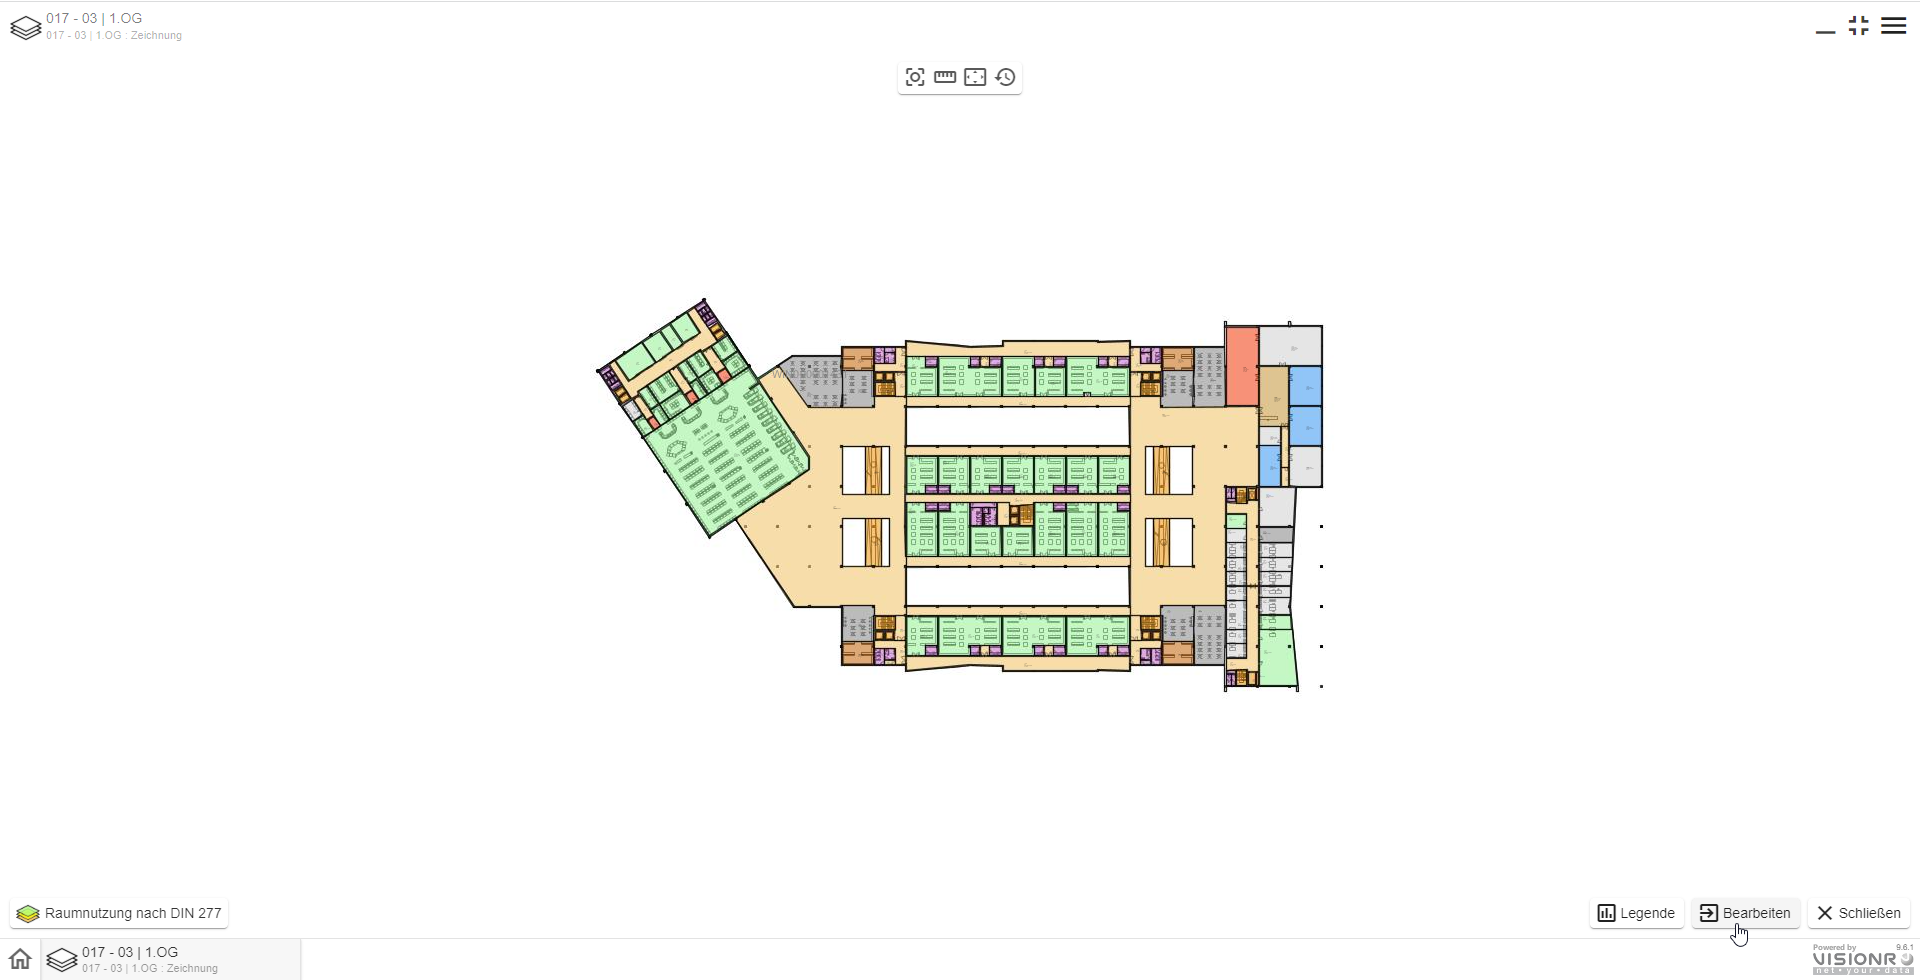 017 - 03 | 1.OG
017 - 03 | 1.OG : Zeichnung
Raumnutzung nach DIN 277
Legende
Bearbeiten
Schließen
017 - 03 | 1.OG
017 - 03 | 1.OG : Zeichnung
Powered by 9.6.1
VISIONR
net • your • data